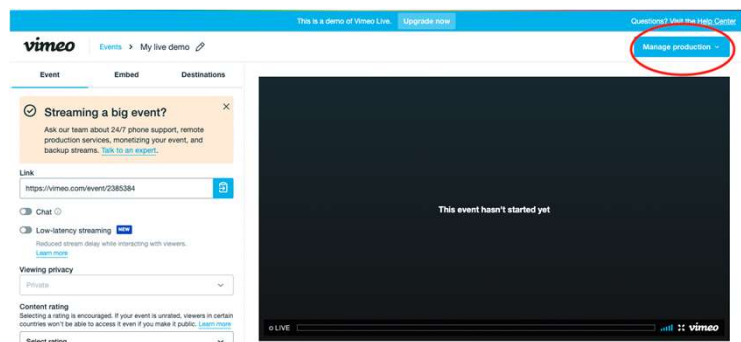 This is a demo of Vimeo Live. Upgrade now Questions? Visit the Help Center
vimeo Events > My live demo Manage production
Event Embed Destinations
Streaming a big event?
Ask our team about 24/7 phone support, remote
production services, monetizing your event, and
backup streams. Talk to an expert.
Link
https://vimeo.com/event/2385384
Chat
Low-latency streaming NEW
Reduced stream delay while interacting with viewers.
Learn more
Viewing privacy
Private
Content rating
Selecting a rating is encouraged. If your event is unrated, viewers in certain
countries won't be able to access it even if you make it public. Learn more
Select rating
This event hasn't started yet
LIVE vimeo